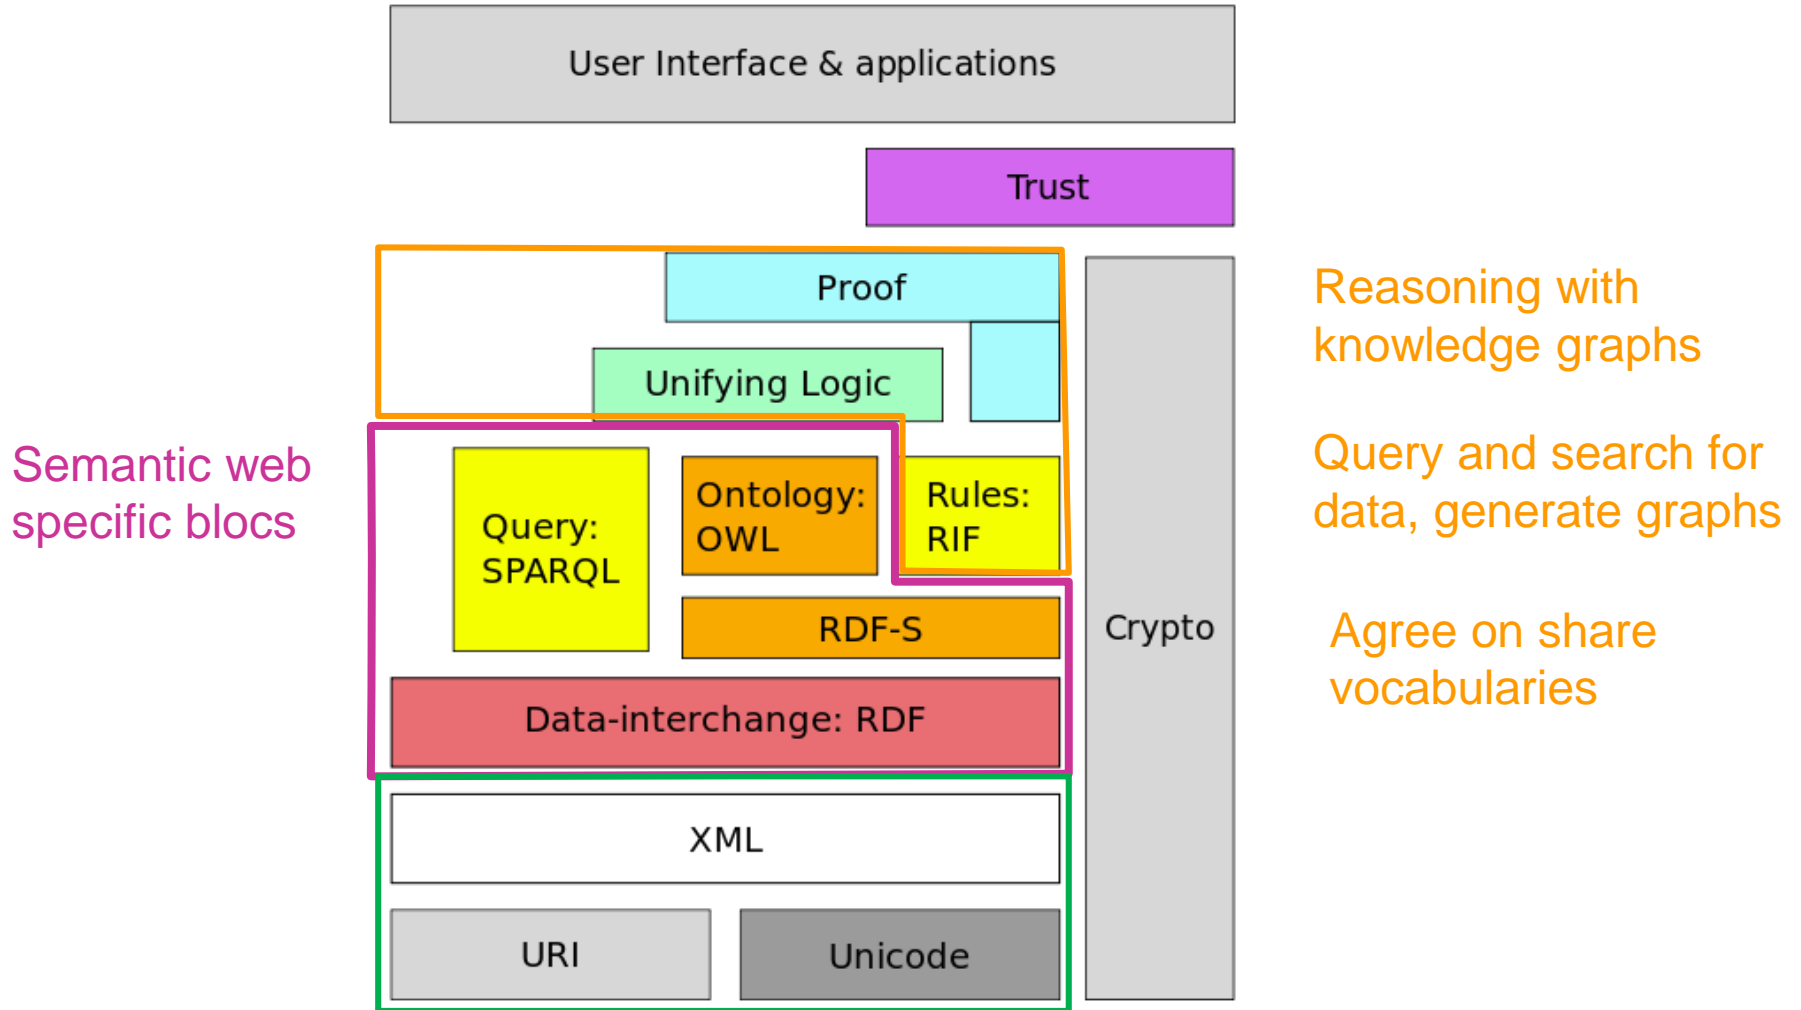 User Interface & applications
Trust
Proof
Unifying Logic
Reasoning with
knowledge graphs
Semantic web
specific blocs
Query:
SPARQL
Ontology:
OWL
Rules:
RIF
Query and search for
data, generate graphs
RDF-S
Crypto
Agree on share
vocabularies
Data-interchange: RDF
XML
URI
Unicode